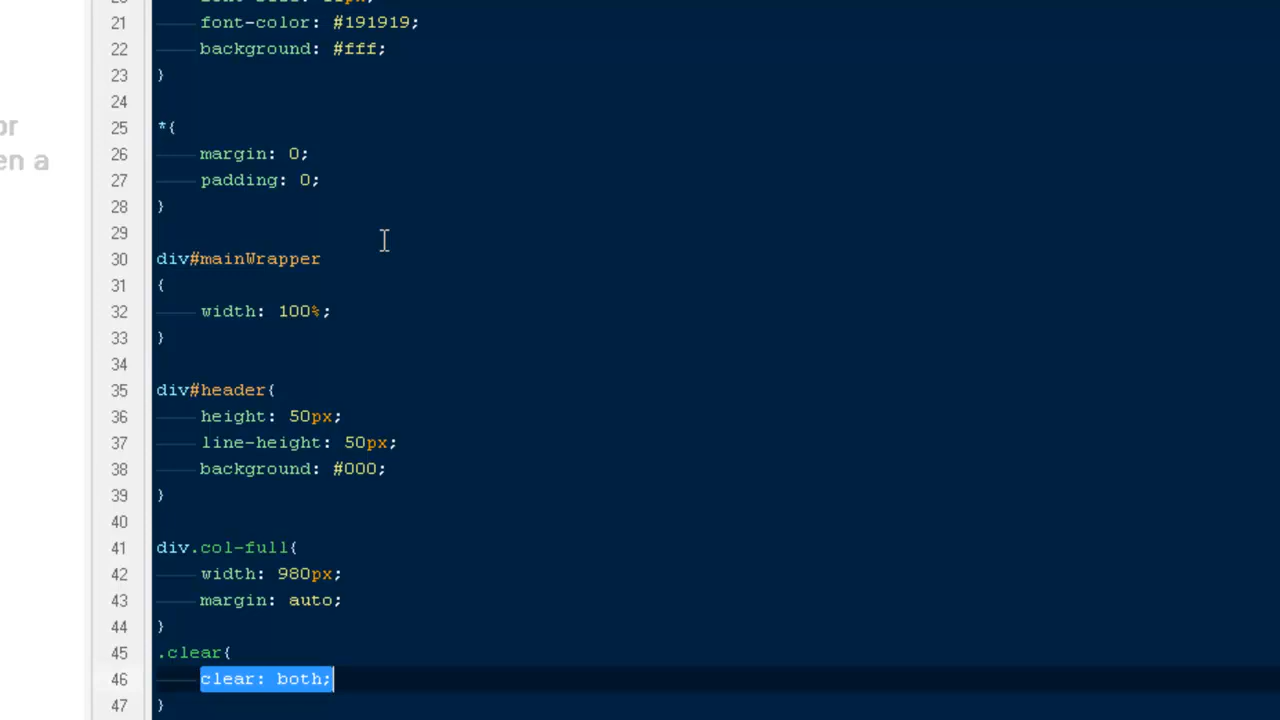 21 font-color: #191919;
22 background: #fff;
23 }
24
or
25 *{
26 margin: 0;
en a
27 padding: 0;
28 }
29
30 div#mainWrapper
31 {
32 width: 100%;
33 }
34
35 div#header{
36 height: 50px;
37 line-height: 50px;
38 background: #000;
39 }
40
41 div.col-full{
42 width: 980px;
43 margin: auto;
44 }
45 .clear{
46 clear: both;
47 }